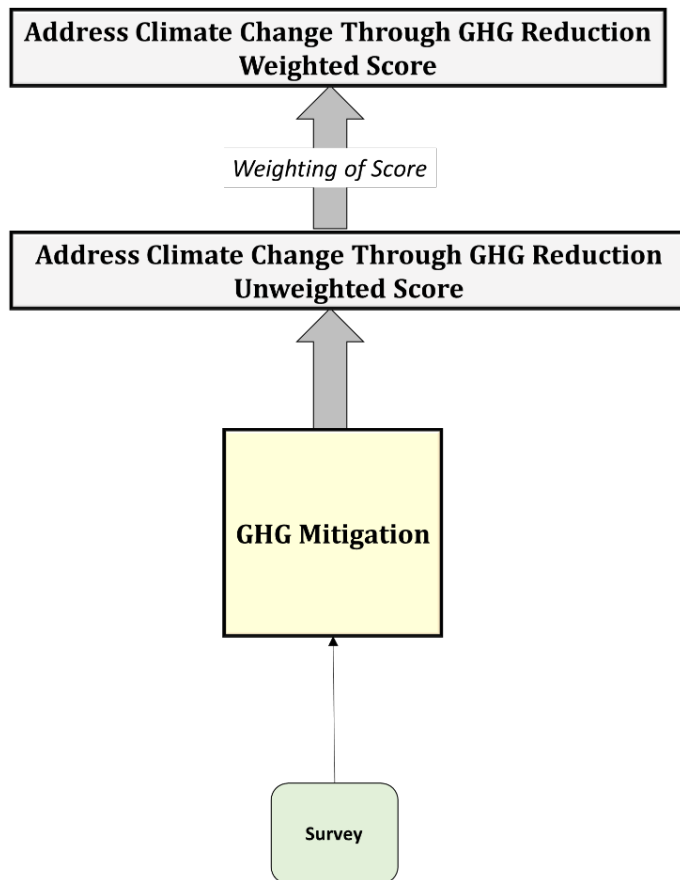 Address Climate Change Through GHG Reduction
Weighted Score
Weighting of Score
Address Climate Change Through GHG Reduction
Unweighted Score
GHG Mitigation
Survey